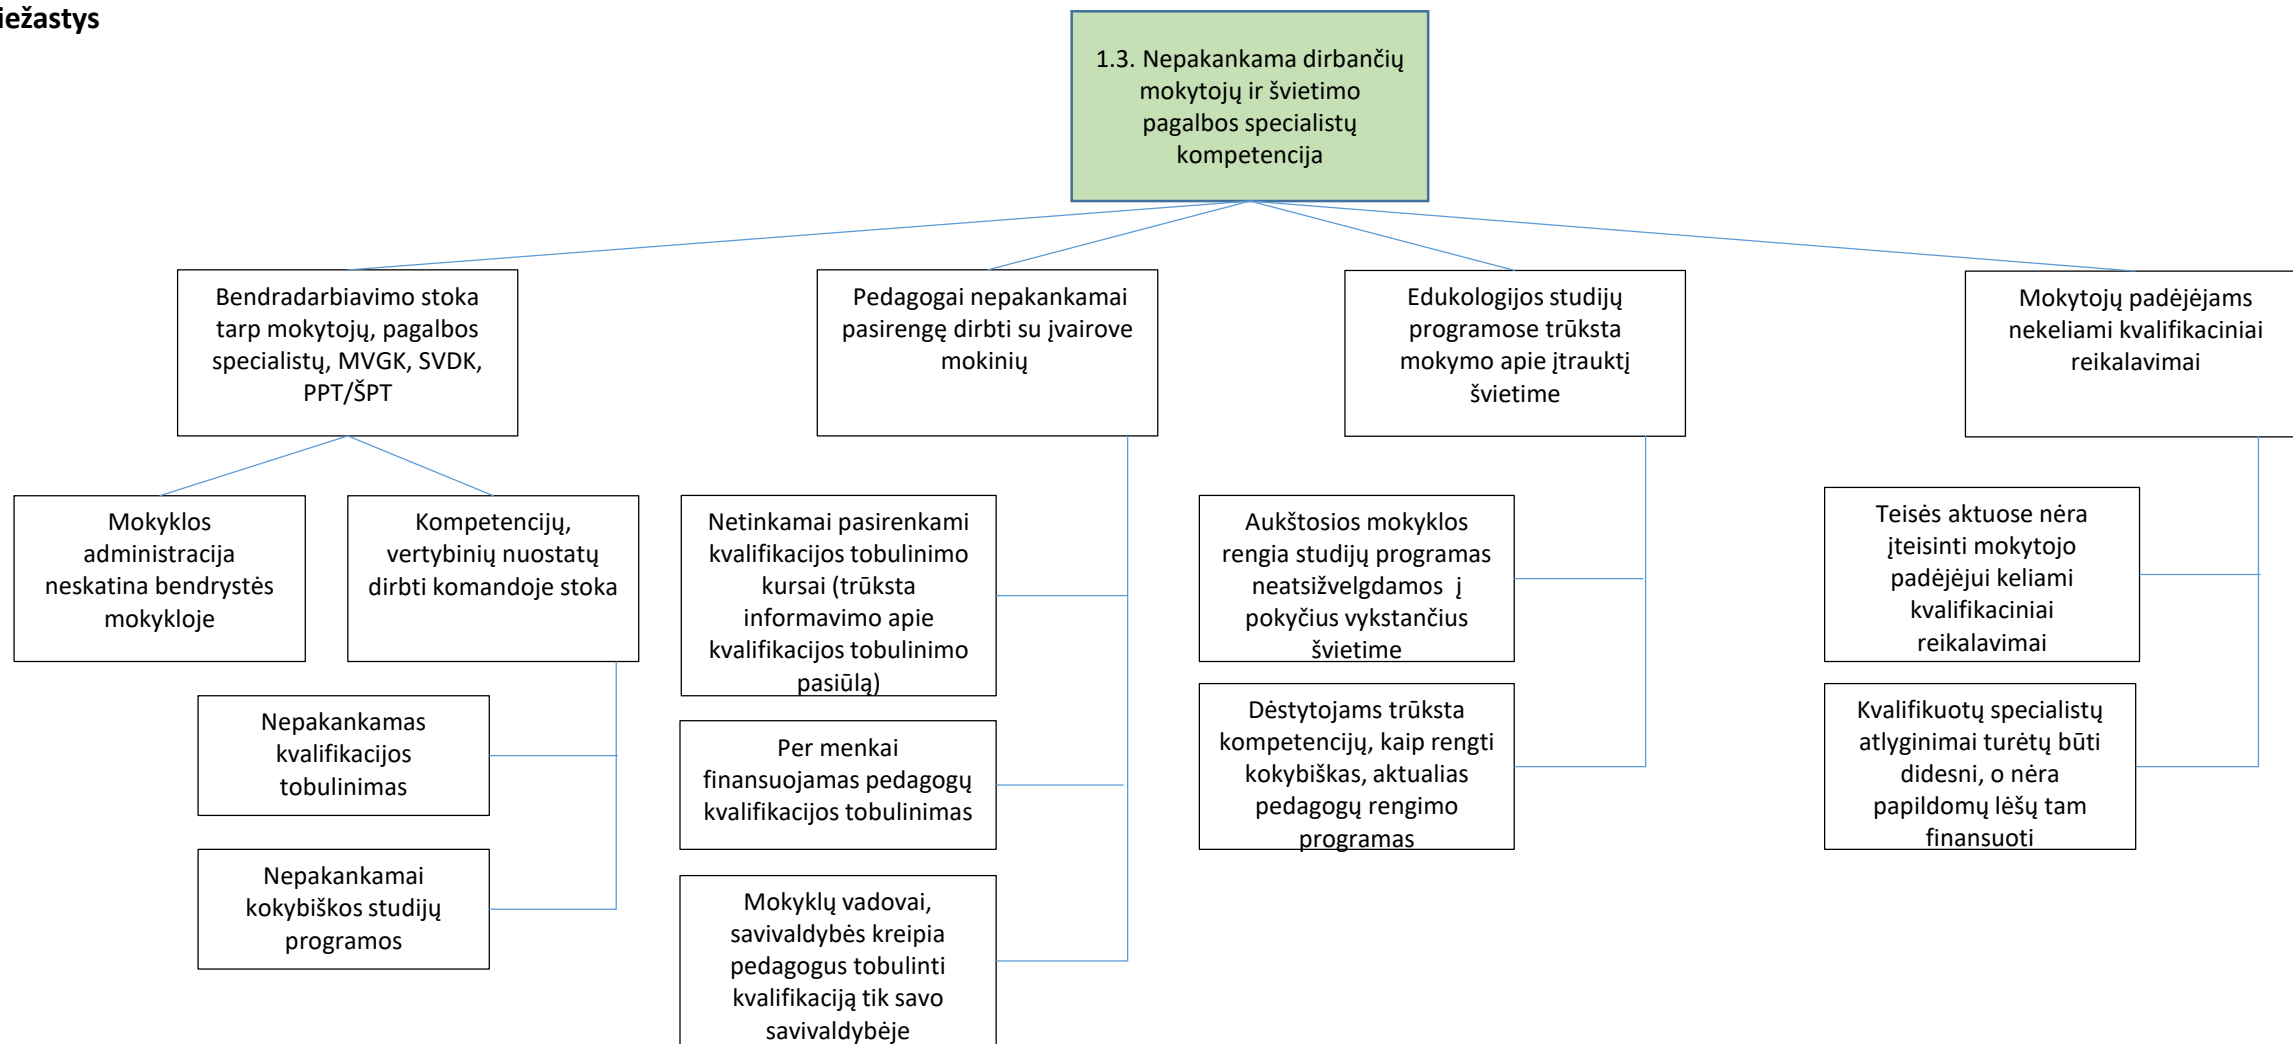 iežastys
1.3. Nepakankama dirbančių
mokytojų ir švietimo
pagalbos specialistų
kompetencija
Bendradarbiavimo stoka
tarp mokytojų, pagalbos
specialistų, MVGK, SVDK,
PPT/ŠPT
Pedagogai nepakankamai
pasirengę dirbti su įvairove
mokinių
Edukologijos studijų
programose trūksta
mokymo apie įtrauktį
švietime
Mokytojų padėjėjams
nekeliami kvalifikaciniai
reikalavimai
Mokyklos
administracija
neskatina bendrystės
mokykloje
Kompetencijų,
vertybinių nuostatų
dirbti komandoje stoka
Nepakankamas
kvalifikacijos
tobulinimas
Nepakankamai
kokybiškos studijų
programos
Netinkamai pasirenkami
kvalifikacijos tobulinimo
kursai (trūksta
informavimo apie
kvalifikacijos tobulinimo
pasiūlą)
Per menkai
finansuojamas pedagogų
kvalifikacijos tobulinimas
Mokyklų vadovai,
savivaldybės kreipia
pedagogus tobulinti
kvalifikaciją tik savo
savivaldybėje
Aukštosios mokyklos
rengia studijų programas
neatsižvelgdamos į
pokyčius vykstančius
švietime
Dėstytojams trūksta
kompetencijų, kaip rengti
kokybiškas, aktualias
pedagogų rengimo
programas
Teisės aktuose nėra
įteisinti mokytojo
padėjėjui keliami
kvalifikaciniai
reikalavimai
Kvalifikuotų specialistų
atlyginimai turėtų būti
didesni, o nėra
papildomų lėšų tam
finansuoti